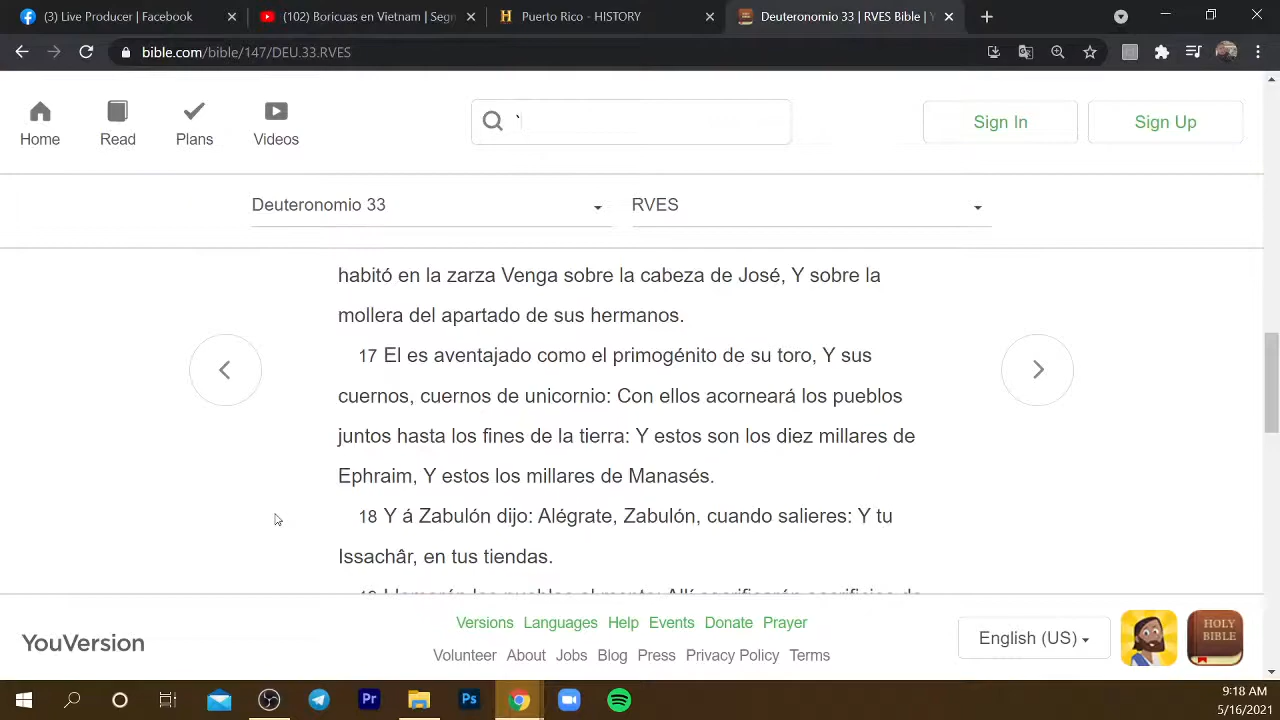 (3) Live Producer | Facebook
(102) Boricuas en Vietnam | Segn
Puerto Rico - HISTORY
Deuteronomy 33 | RVES Bible | Y
bible.com/bible/147/DEU.33.RVES
Home
Read
Plans
Videos
`
Sign In
Sign Up
Deuteronomio 33
RVES
habitó en la zarza Venga sobre la cabeza de José, Y sobre la
mollera del apartado de sus hermanos.
17 El es aventajado como el primogénito de su toro, Y sus
cuernos, cuernos de unicornio: Con ellos acorneará los pueblos
juntos hasta los fines de la tierra: Y estos son los diez millares de
Ephraim, Y estos los millares de Manasés.
18 Y á Zabulón dijo: Alégrate, Zabulón, cuando salieres: Y tu
Issachâr, en tus tiendas.
Versions Languages Help Events Donate Prayer
YouVersion
English (US)
HOLY
BIBLE
Volunteer About Jobs Blog Press Privacy Policy Terms
Pr
Ps
9:18 AM
5/16/2021